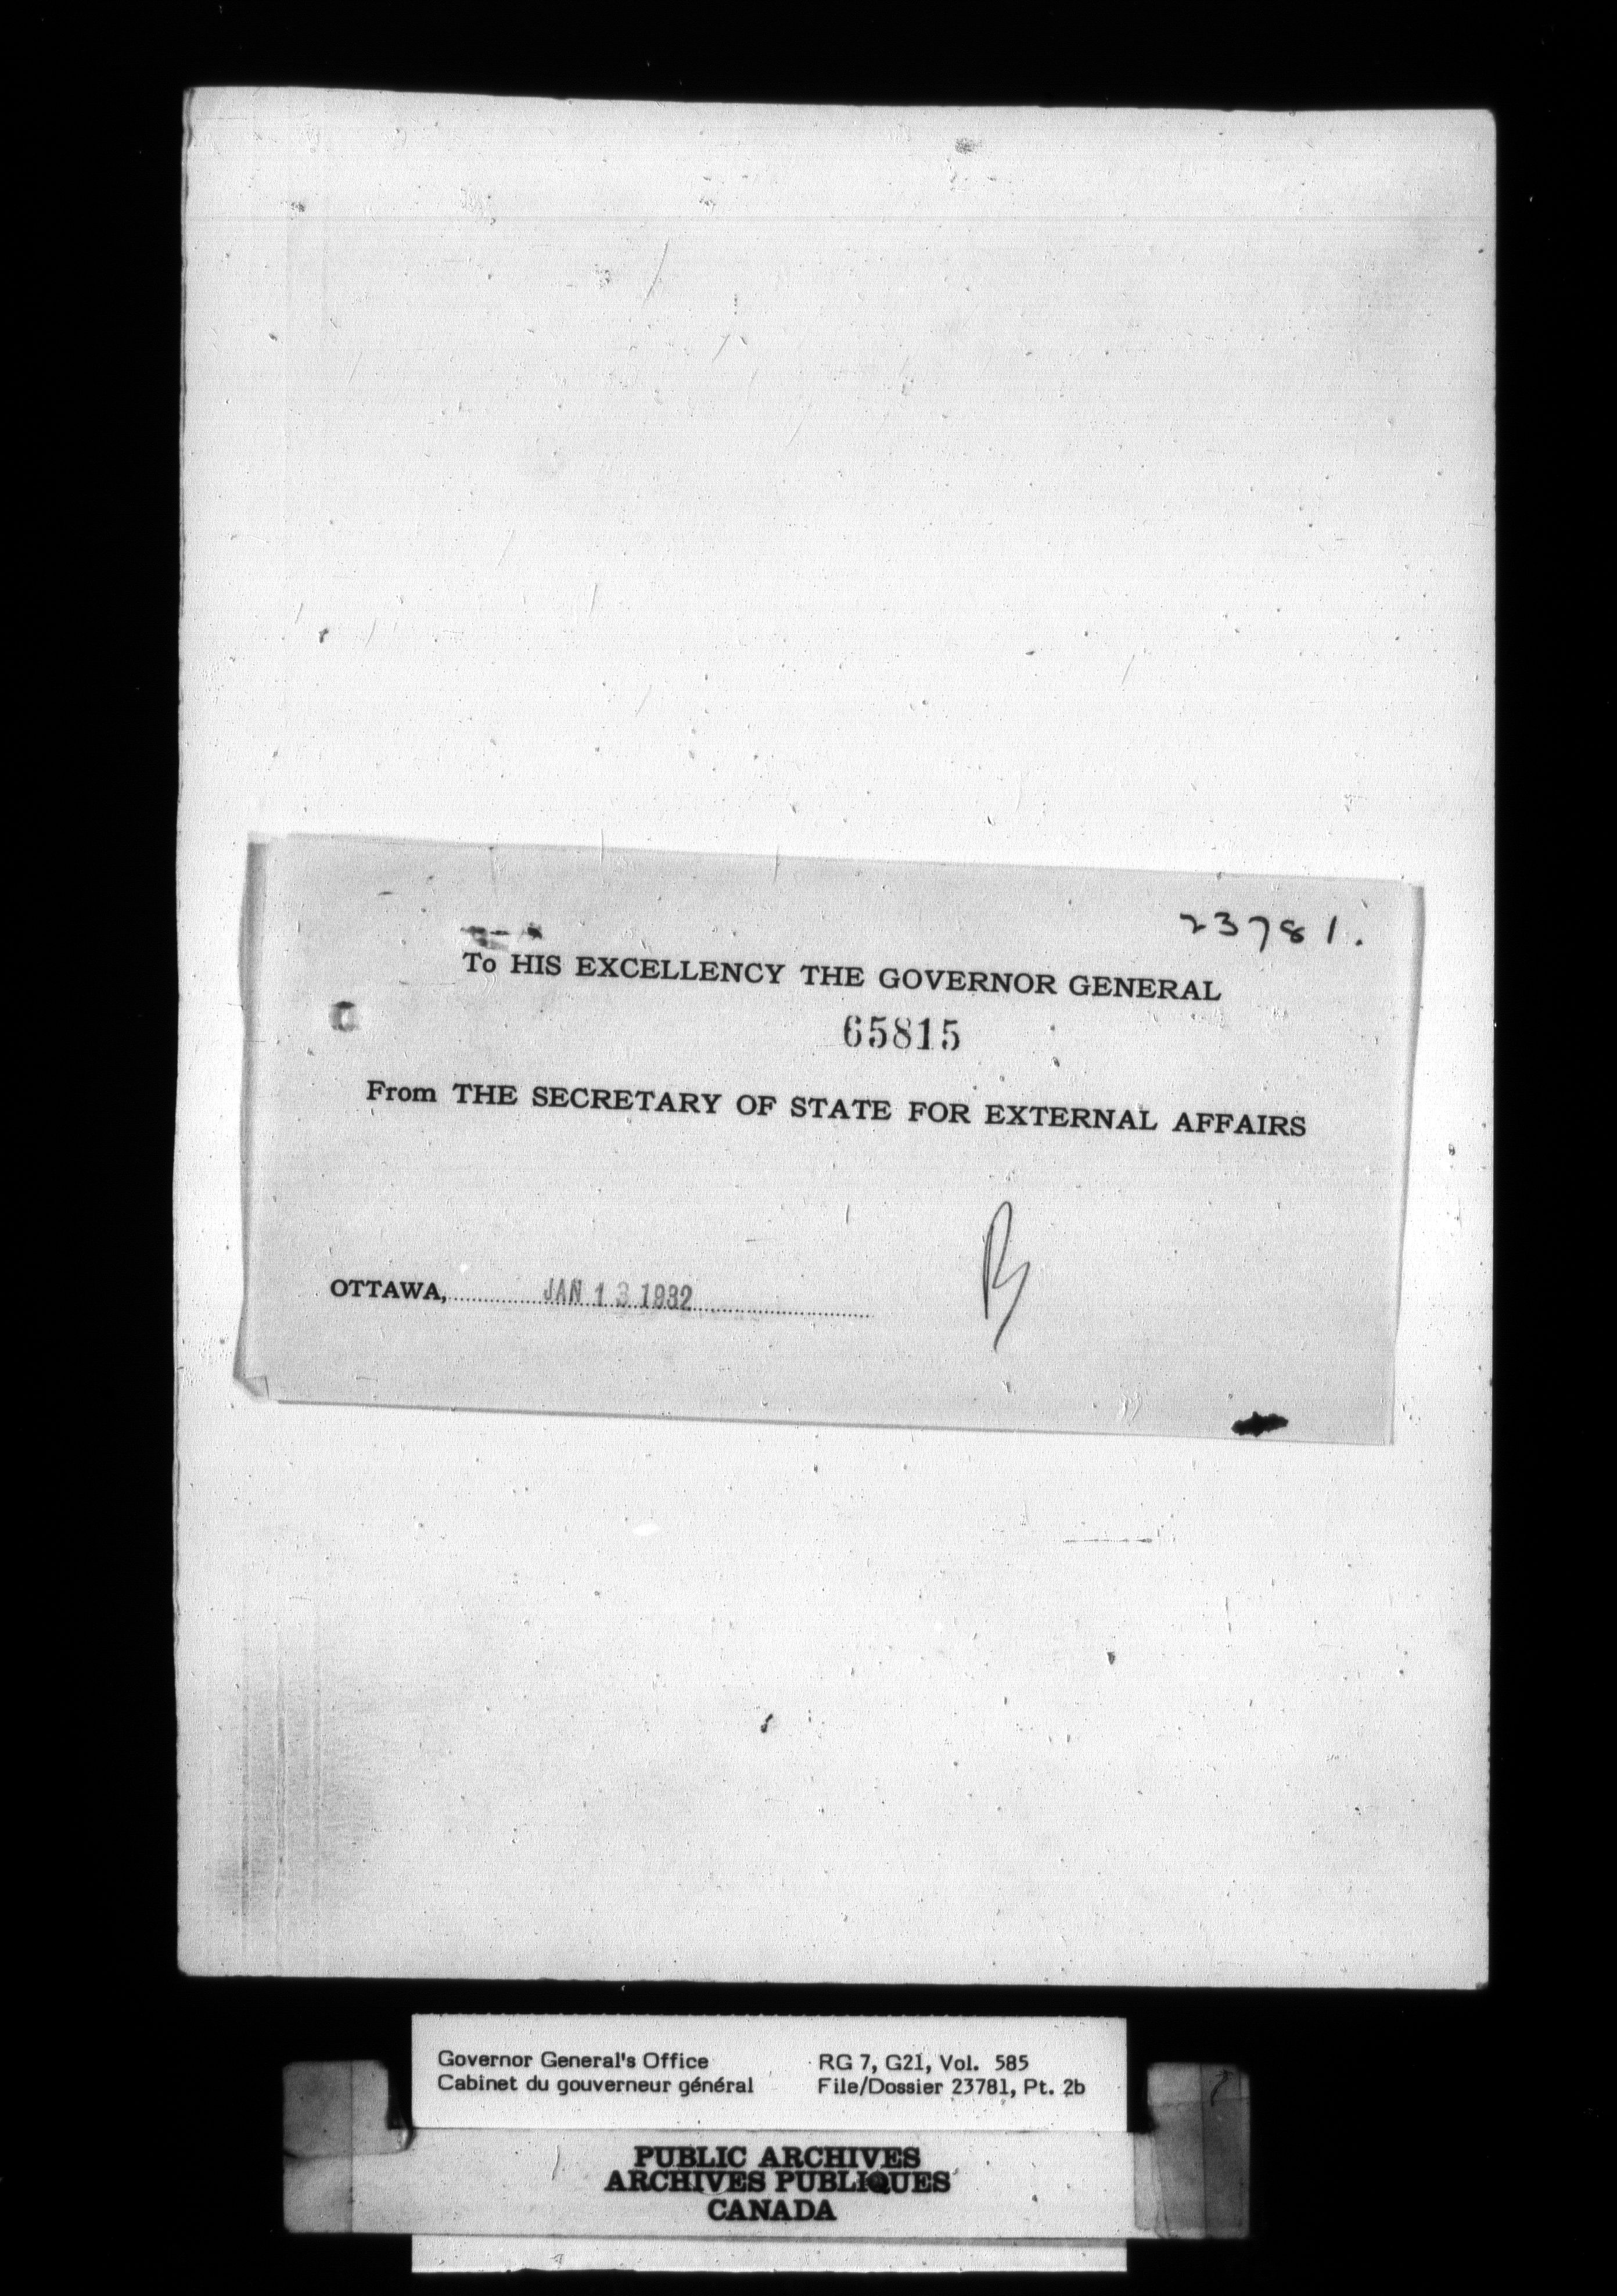 23781.
To HIS EXCELLENCY THE GOVERNOR GENERAL
65815
From THE SECRETARY OF STATE FOR EXTERNAL AFFAIRS
OTTAWA, JAN 13 1932
Governor General's Office
Cabinet du gouverneur général
RG 7, G21, Vol. 585
File/Dossier 23781, Pt. 2b
PUBLIC ARCHIVES
ARCHIVES PUBLIQUES
CANADA